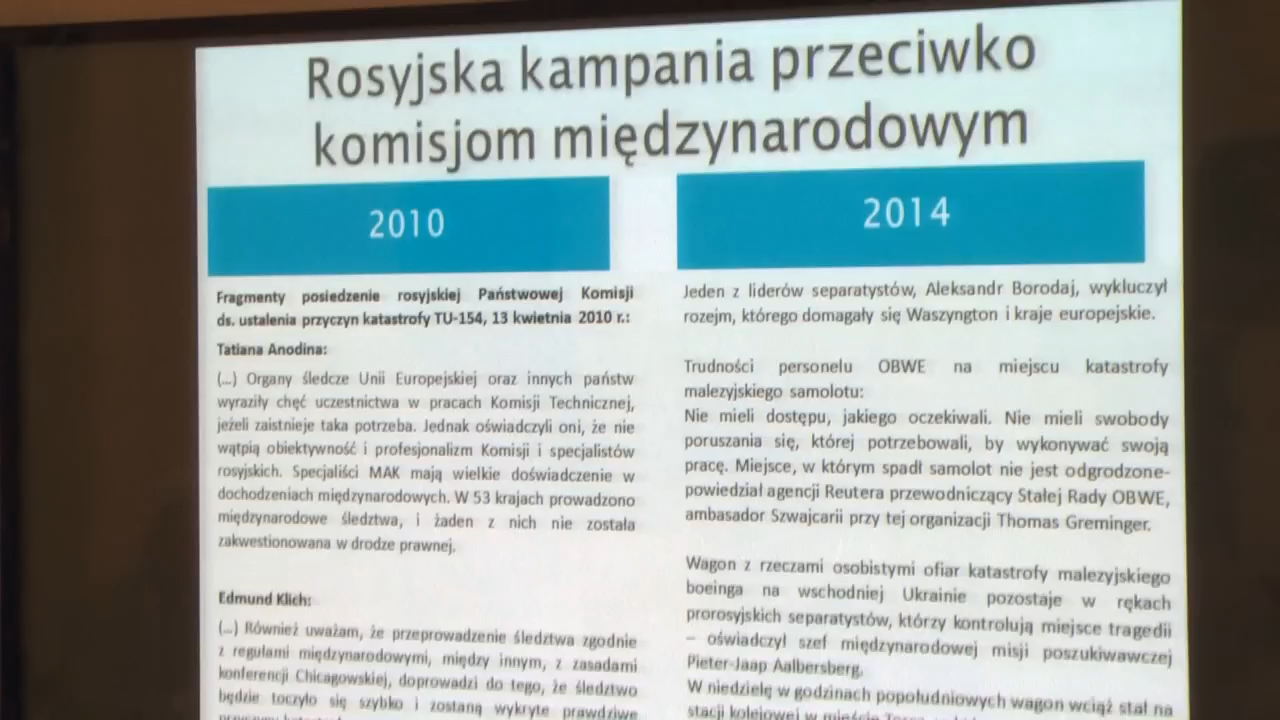 Rosyjska kampania przeciwko
komisjom międzynarodowym
2010
Fragmenty posiedzenie rosyjskiej Państwowej Komisji
ds. ustalenia przyczyn katastrofy TU-154, 13 kwietnia 2010 r.:
Tatiana Anodina:
(...) Organy śledcze Unii Europejskiej oraz innych państw
wyraziły chęć uczestnictwa w pracach Komisji Technicznej,
jeżeli zaistnieje taka potrzeba. Jednak oświadczyli oni, że nie
wątpią obiektywność i profesjonalizm Komisji i specjalistów
rosyjskich. Specjaliści MAK mają wielkie doświadczenie w
dochodzeniach międzynarodowych. W 53 krajach prowadzono
międzynarodowe śledztwa, i żaden z nich nie została
zakwestionowana w drodze prawnej.
Edmund Klich:
(...) Również uważam, że przeprowadzenie śledztwa zgodnie
z regułami międzynarodowymi, między innym, z zasadami
konferencji Chicagowskiej, doprowadzi do tego, że śledztwo
będzie toczyło się szybko i zostaną wykryte prawdziwe
2014
Jeden z liderów separatystów, Aleksandr Borodaj, wykluczył
rozejm, którego domagały się Waszyngton i kraje europejskie.
Trudności personelu OBWE na miejscu katastrofy
malezyjskiego samolotu:
Nie mieli dostępu, jakiego oczekiwali. Nie mieli swobody
poruszania się, której potrzebowali, by wykonywać swoją
pracę. Miejsce, w którym spadł samolot nie jest odgrodzone-
powiedział agencji Reutera przewodniczący Stałej Rady OBWE,
ambasador Szwajcarii przy tej organizacji Thomas Greminger.
Wagon z rzeczami osobistymi ofiar katastrofy malezyjskiego
boeinga na wschodniej Ukrainie pozostaje w rękach
prorosyjskich separatystów, którzy kontrolują miejsce tragedii
– oświadczył szef międzynarodowej misji poszukiwawczej
Pieter-Jaap Aalbersberg.
W niedzielę w godzinach popołudniowych wagon wciąż stał na
stacji kolejowej w mieście